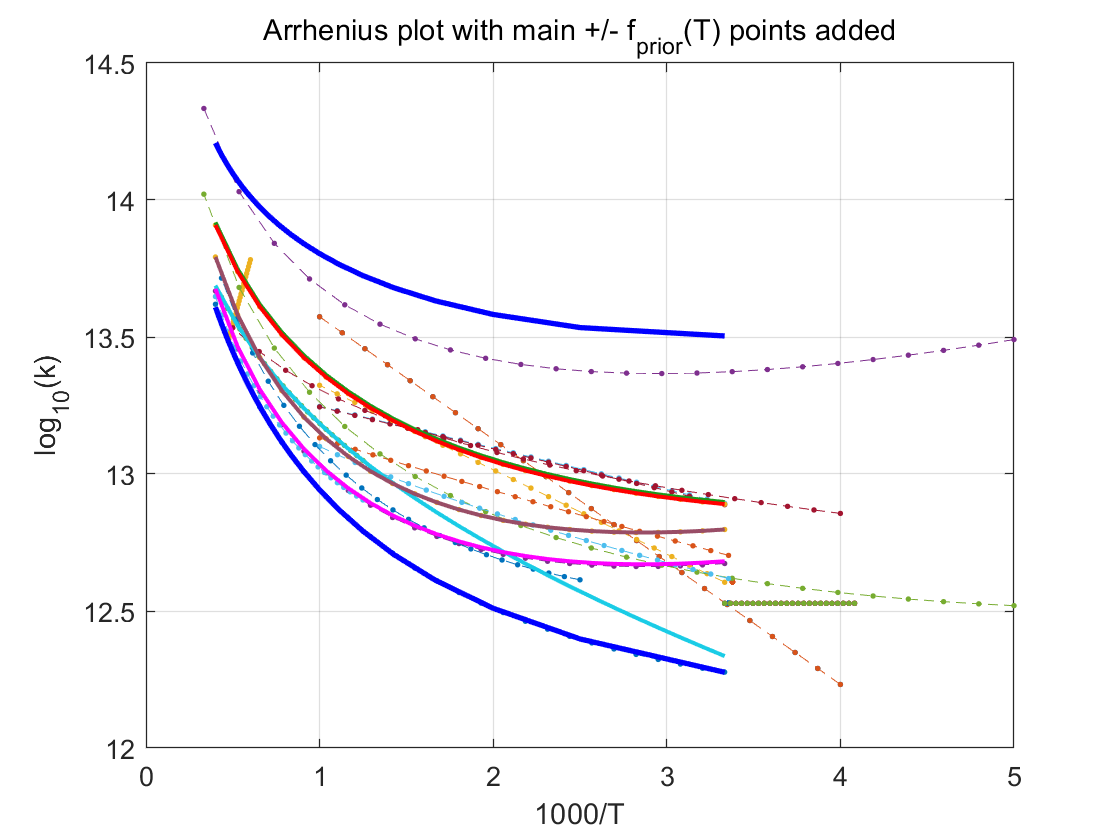 Arrhenius plot with main +/- f_prior(T) points added
14.5
14
13.5
13
12.5
12
log10(k)
0 1 2 3 4 5
1000/T